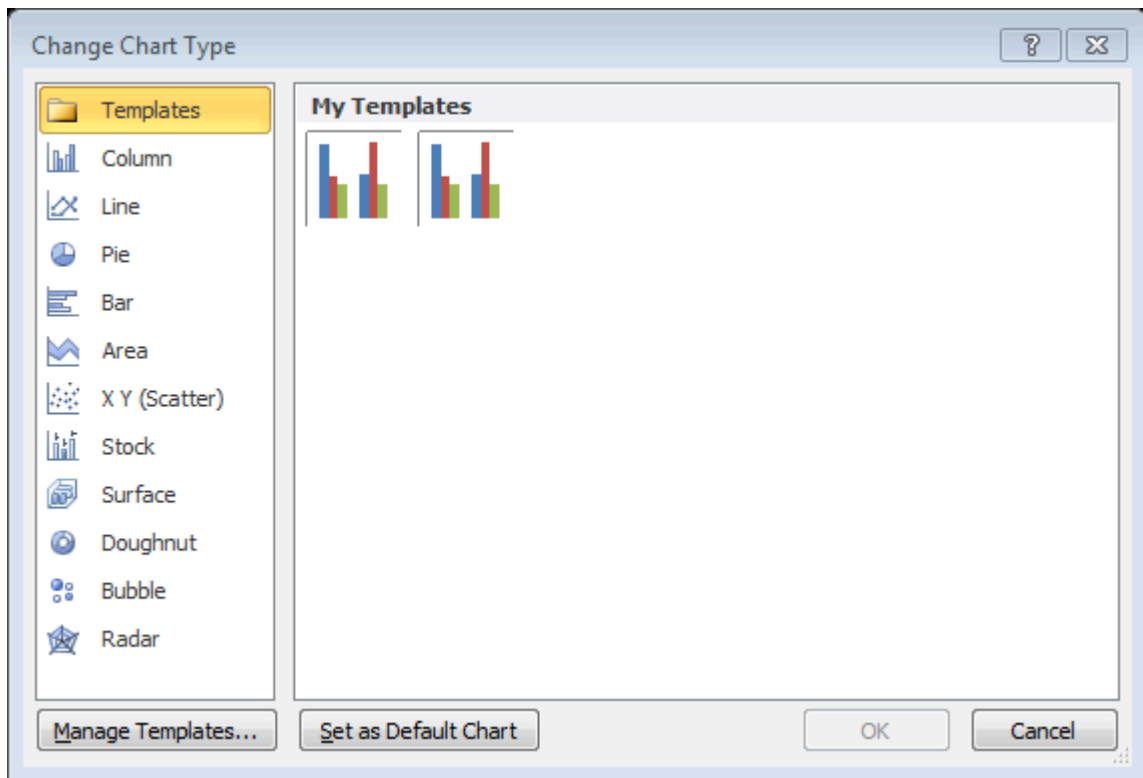 Change Chart Type
Templates
Column
Line
Pie
Bar
Area
X Y (Scatter)
Stock
Surface
Doughnut
Bubble
Radar
My Templates
Manage Templates...
Set as Default Chart
OK
Cancel